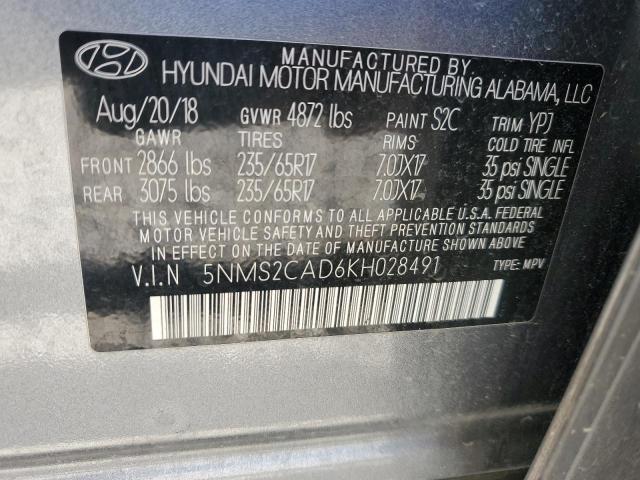 MANUFACTURED BY
HYUNDAI MOTOR MANUFACTURING ALABAMA, LLC
Aug/20/18 GVWR 4872 lbs PAINT S2C TRIM YPJ
GAWR TIRES RIMS COLD TIRE INFL
FRONT 2866 lbs 235/65R17 7.0JX17 35 psi SINGLE
REAR 3075 lbs 235/65R17 7.0JX17 35 psi SINGLE
THIS VEHICLE CONFORMS TO ALL APPLICABLE U.S.A. FEDERAL
MOTOR VEHICLE SAFETY AND THEFT PREVENTION STANDARDS
IN EFFECT ON THE DATE OF MANUFACTURE SHOWN ABOVE.
V.I.N 5NMS2CAD6KH028491 TYPE: MPV